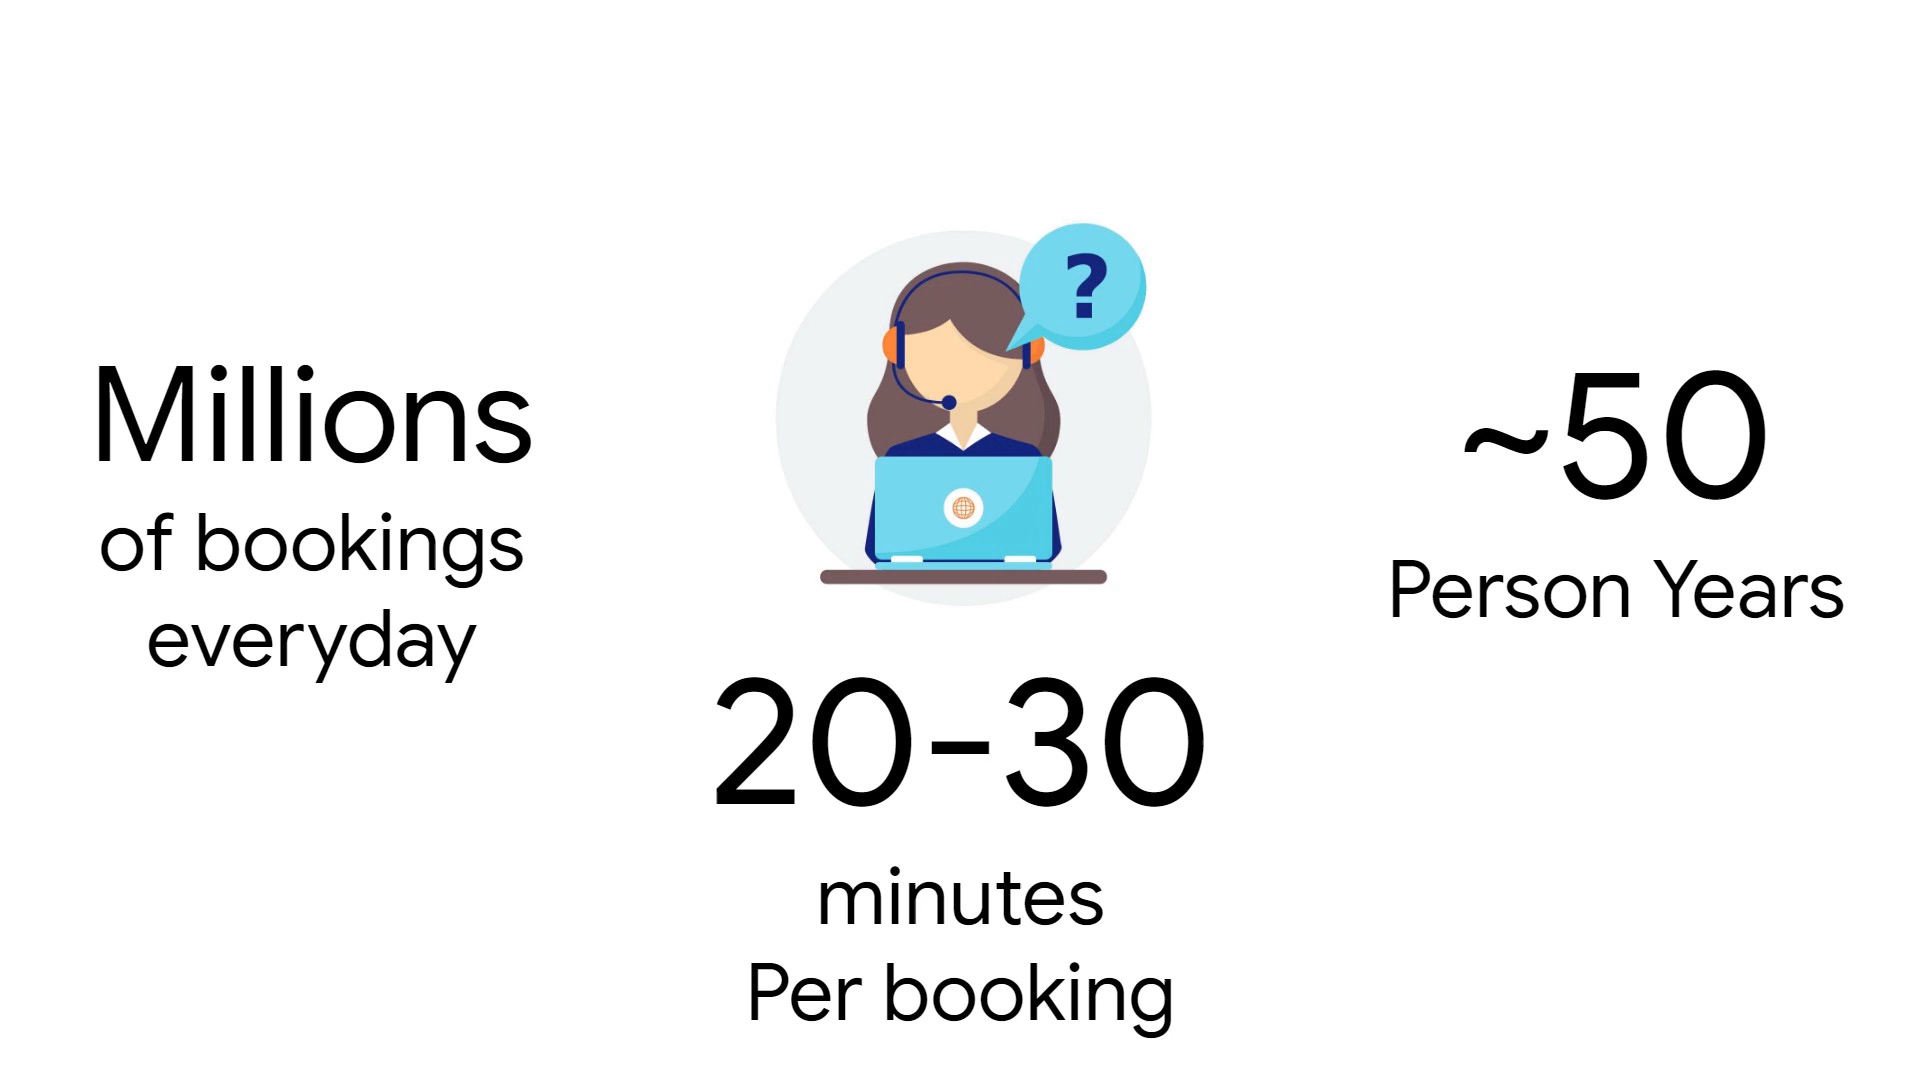 Millions
of bookings
everyday
?
20-30
minutes
Per booking
~50
Person Years